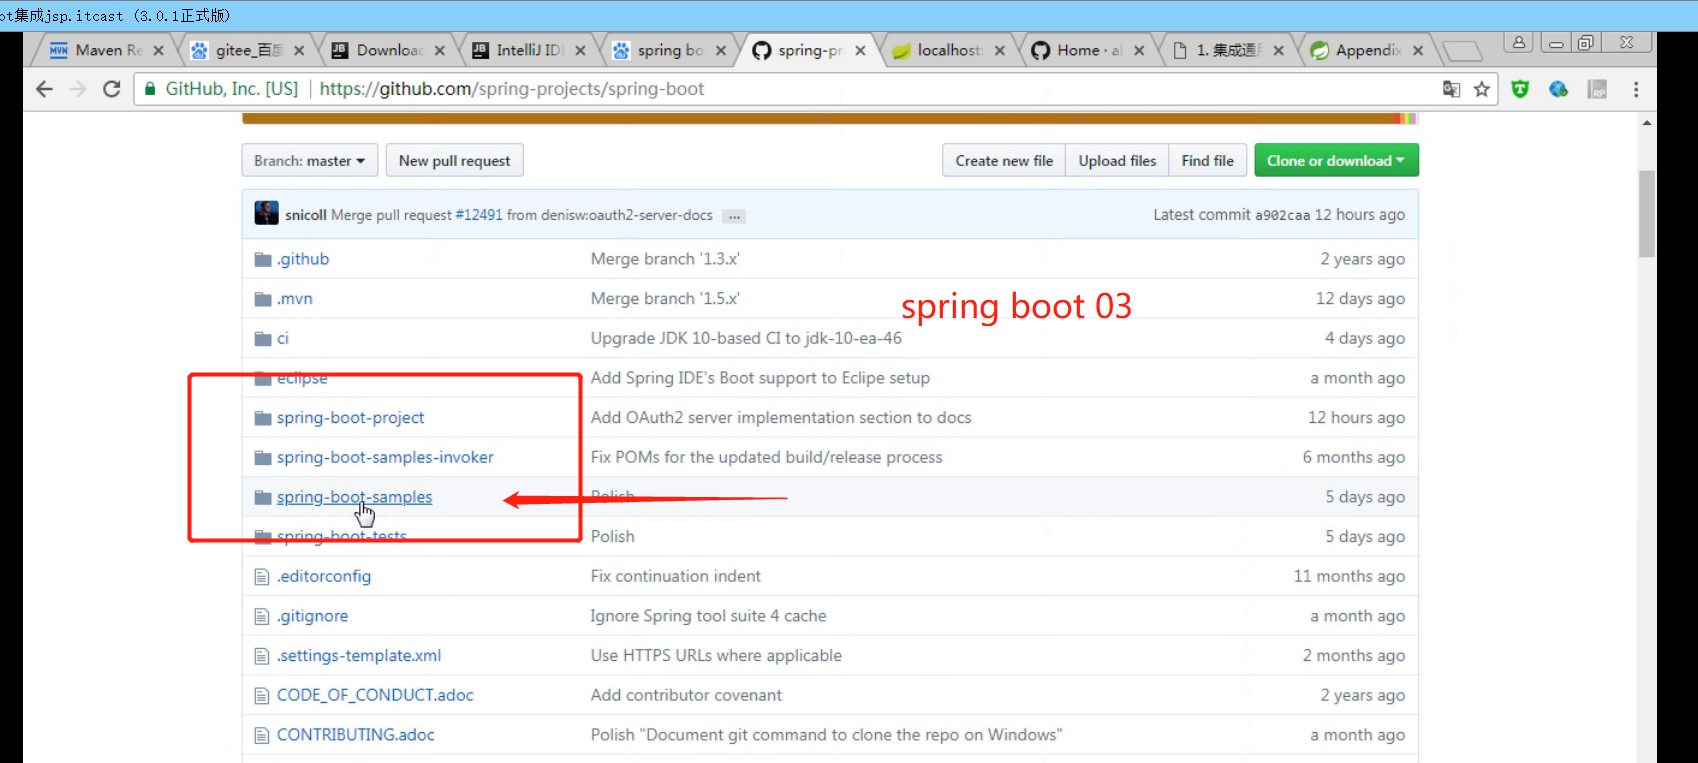 ot集成jsp.itcast (3.0.1正式版)
Maven Re
gitee_百度
Download
IntelliJ IDE
spring bo
spring-pr
localhost:
Home · al
1. 集成通用
Appendix
GitHub, Inc. [US] | https://github.com/spring-projects/spring-boot
Branch: master
New pull request
Create new file
Upload files
Find file
Clone or download
snicoll Merge pull request #12491 from denisw:oauth2-server-docs ...
Latest commit a902caa 12 hours ago
.github Merge branch '1.3.x' 2 years ago
.mvn Merge branch '1.5.x' 12 days ago
spring boot 03
ci Upgrade JDK 10-based CI to jdk-10-ea-46 4 days ago
eclipse Add Spring IDE's Boot support to Eclipe setup a month ago
spring-boot-project Add OAuth2 server implementation section to docs 12 hours ago
spring-boot-samples-invoker Fix POMs for the updated build/release process 6 months ago
spring-boot-samples Polish 5 days ago
spring-boot-tests Polish 5 days ago
.editorconfig Fix continuation indent 11 months ago
.gitignore Ignore Spring tool suite 4 cache a month ago
.settings-template.xml Use HTTPS URLs where applicable 2 months ago
CODE_OF_CONDUCT.adoc Add contributor covenant 2 years ago
CONTRIBUTING.adoc Polish "Document git command to clone the repo on Windows" a month ago